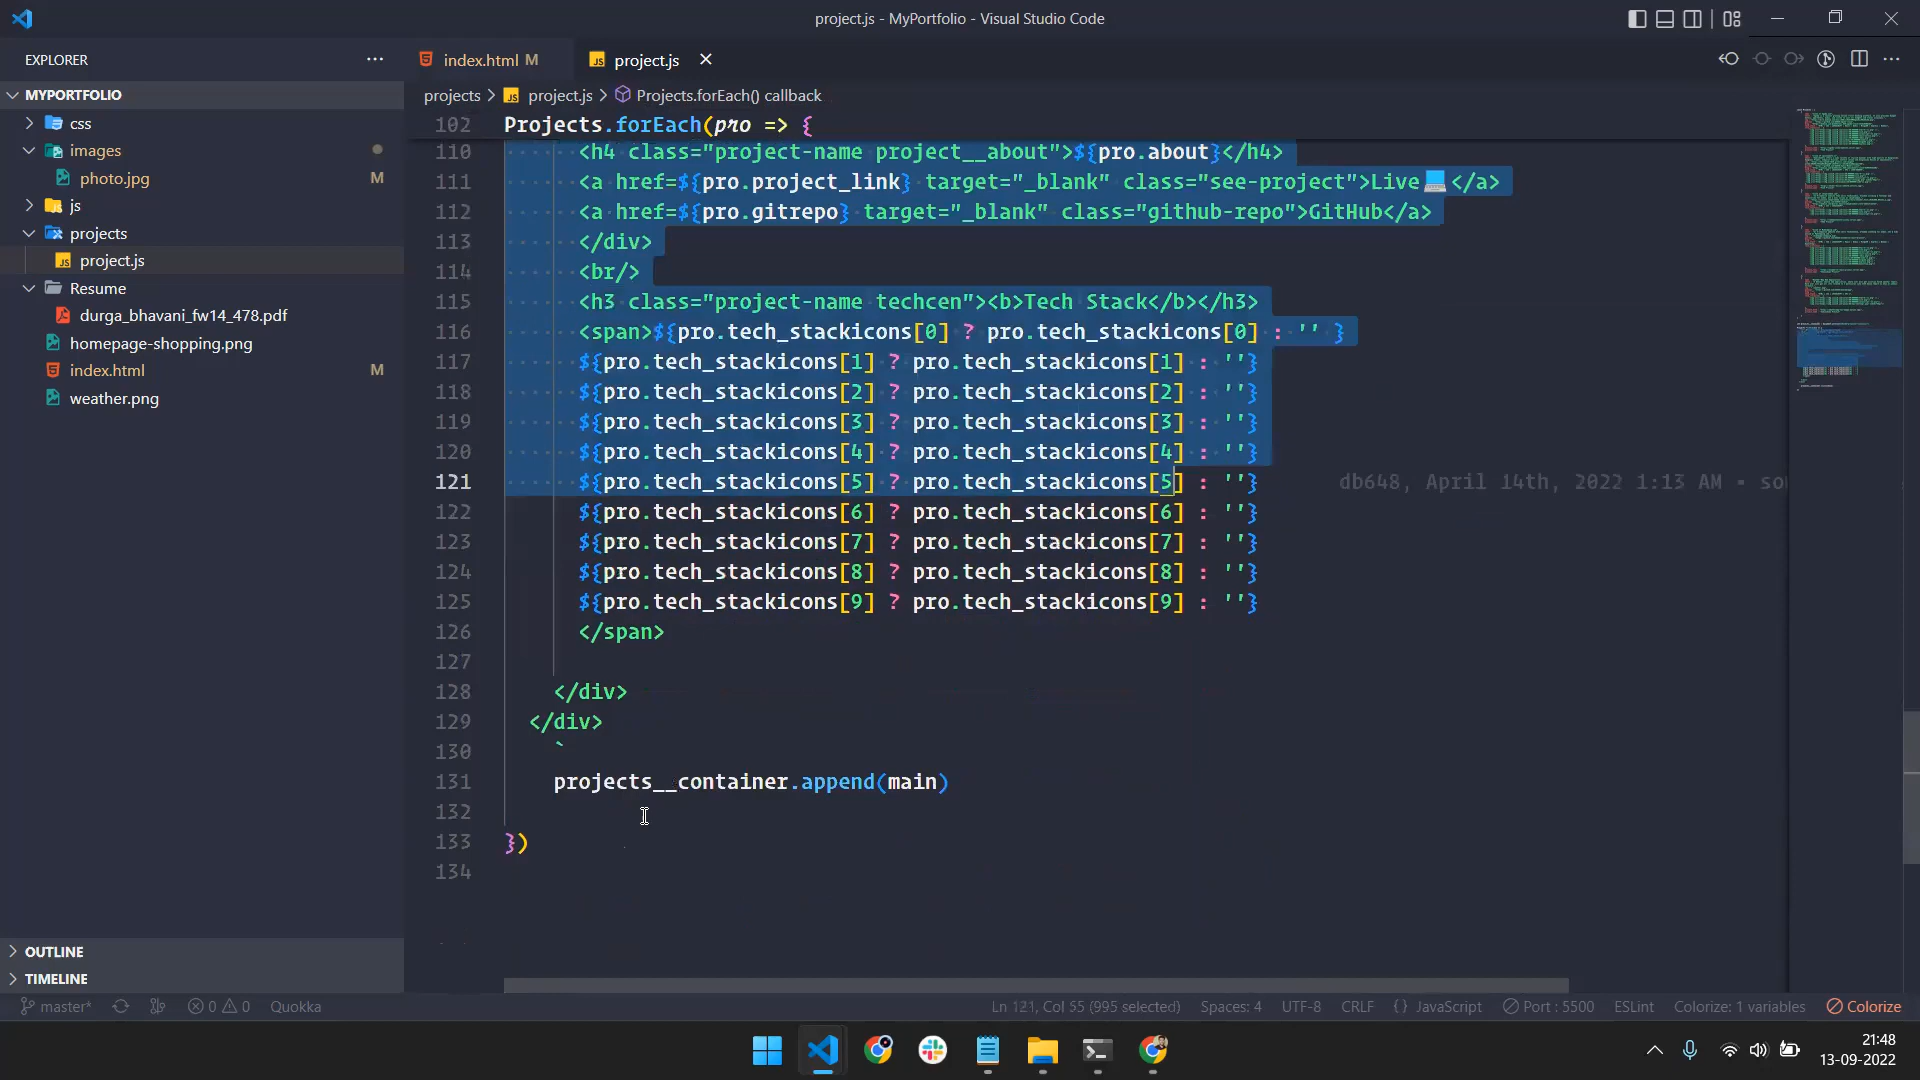 project.js - MyPortfolio - Visual Studio Code
EXPLORER
index.html M
project.js
MYPORTFOLIO
projects > project.js > Projects.forEach() callback
css
images
photo.jpg M
js
projects
project.js
Resume
durga_bhavani_fw14_478.pdf
homepage-shopping.png
index.html M
weather.png
OUTLINE
TIMELINE
102 Projects.forEach(pro => {
110 <h4 class="project-name project__about">${pro.about}</h4>
111 <a href=${pro.project_link} target="_blank" class="see-project">Live💻</a>
112 <a href=${pro.gitrepo} target="_blank" class="github-repo">GitHub</a>
113 </div>
114 <br/>
115 <h3 class="project-name techcen"><b>Tech Stack</b></h3>
116 <span>${pro.tech_stackicons[0] ? pro.tech_stackicons[0] : '' }
117 ${pro.tech_stackicons[1] ? pro.tech_stackicons[1] : ''}
118 ${pro.tech_stackicons[2] ? pro.tech_stackicons[2] : ''}
119 ${pro.tech_stackicons[3] ? pro.tech_stackicons[3] : ''}
120 ${pro.tech_stackicons[4] ? pro.tech_stackicons[4] : ''}
121 ${pro.tech_stackicons[5] ? pro.tech_stackicons[5] : ''} db648, April 14th, 2022 1:13 AM •
122 ${pro.tech_stackicons[6] ? pro.tech_stackicons[6] : ''}
123 ${pro.tech_stackicons[7] ? pro.tech_stackicons[7] : ''}
124 ${pro.tech_stackicons[8] ? pro.tech_stackicons[8] : ''}
125 ${pro.tech_stackicons[9] ? pro.tech_stackicons[9] : ''}
126 </span>
127
128 </div>
129 </div>
130 `
131 projects__container.append(main)
132
133 })
134
master* 0 0 Quokka Ln 121, Col 55 (995 selected) Spaces: 4 UTF-8 CRLF {} JavaScript Port : 5500 ESLint Colorize: 1 variables Colorize
21:48
13-09-2022